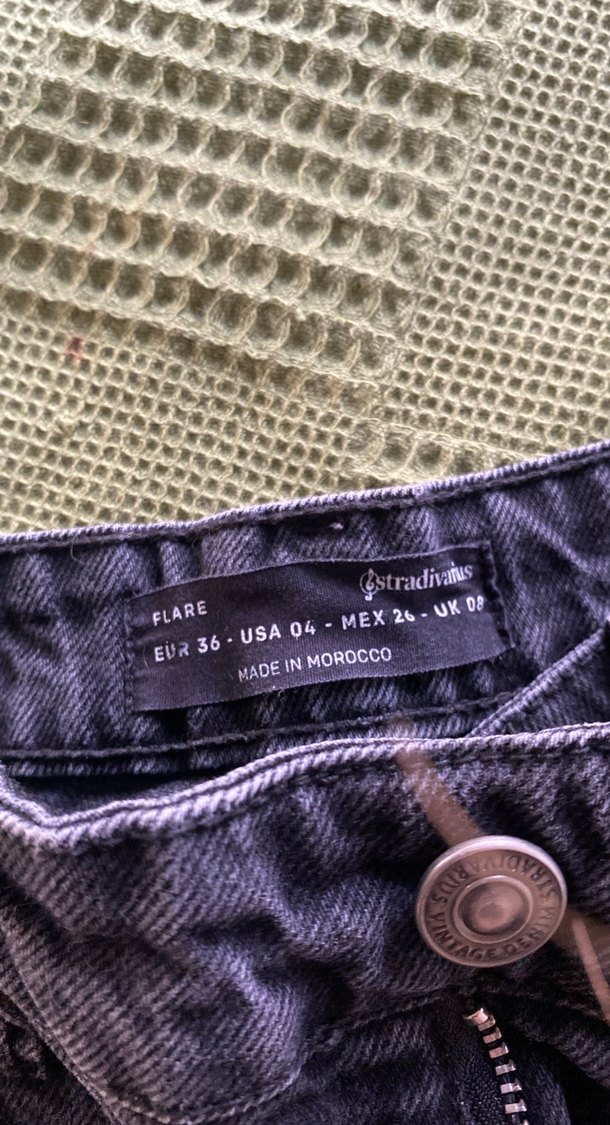 stradivarius
FLARE
EUR 36 - USA 04 - MEX 26 - UK 08
MADE IN MOROCCO
STRADIVARIUS VINTAGE DENIM